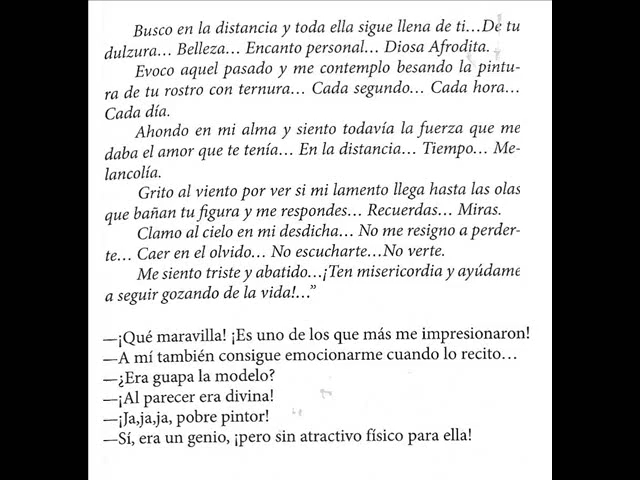 Busco en la distancia y toda ella sigue llena de ti…De tu
dulzura… Belleza… Encanto personal… Diosa Afrodita.
Evoco aquel pasado y me contemplo besando la pintu-
ra de tu rostro con ternura… Cada segundo… Cada hora…
Cada día.
Ahondo en mi alma y siento todavía la fuerza que me
daba el amor que te tenía… En la distancia… Tiempo… Me-
lancolía.
Grito al viento por ver si mi lamento llega hasta las olas
que bañan tu figura y me respondes… Recuerdas… Miras.
Clamo al cielo en mi desdicha… No me resigno a perder-
te… Caer en el olvido… No escucharte…No verte.
Me siento triste y abatido…¡Ten misericordia y ayúdame
a seguir gozando de la vida!…”
—¡Qué maravilla! ¡Es uno de los que más me impresionaron!
—A mí también consigue emocionarme cuando lo recito…
—¿Era guapa la modelo?
—¡Al parecer era divina!
—¡Ja,ja,ja, pobre pintor!
—Sí, era un genio, ¡pero sin atractivo físico para ella!